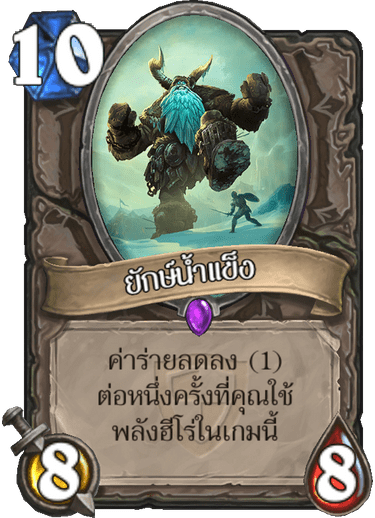 10
ยักษ์น้ำแข็ง
ค่าร่ายลดลง (1)
ต่อหนึ่งครั้งที่คุณใช้
พลังฮีโร่ในเกมนี้
8
8